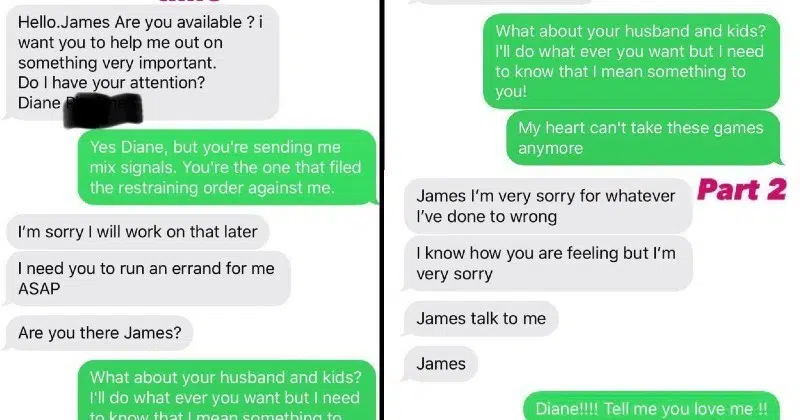 Hello.James Are you available ? i
want you to help me out on
something very important.
Do I have your attention?
Diane
Yes Diane, but you're sending me
mix signals. You're the one that filed
the restraining order against me.
I'm sorry I will work on that later
I need you to run an errand for me
ASAP
Are you there James?
What about your husband and kids?
I'll do what ever you want but I need
to know that I mean something to
What about your husband and kids?
I'll do what ever you want but I need
to know that I mean something to
you!
My heart can't take these games
anymore
Part 2
James I'm very sorry for whatever
I've done to wrong
I know how you are feeling but I'm
very sorry
James talk to me
James
Diane!!!! Tell me you love me !!